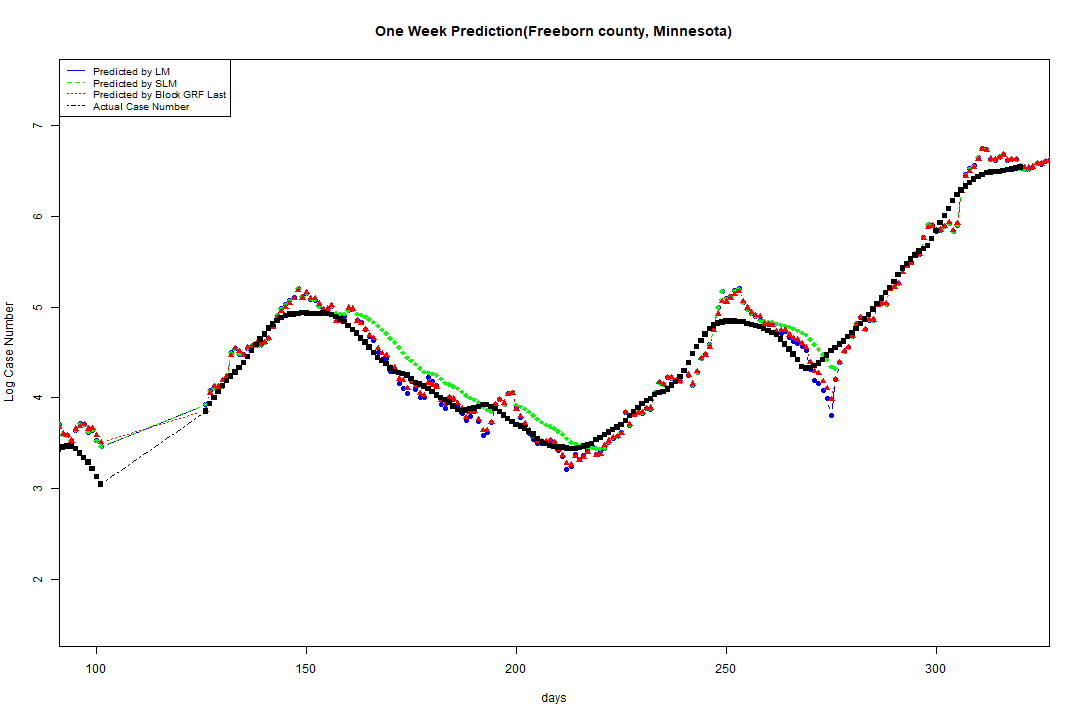 One Week Prediction(Freeborn county, Minnesota)
Predicted by LM
Predicted by SLM
Predicted by Block GRF Last
Actual Case Number
7
6
5
4
3
2
Log Case Number
100 150 200 250 300
days